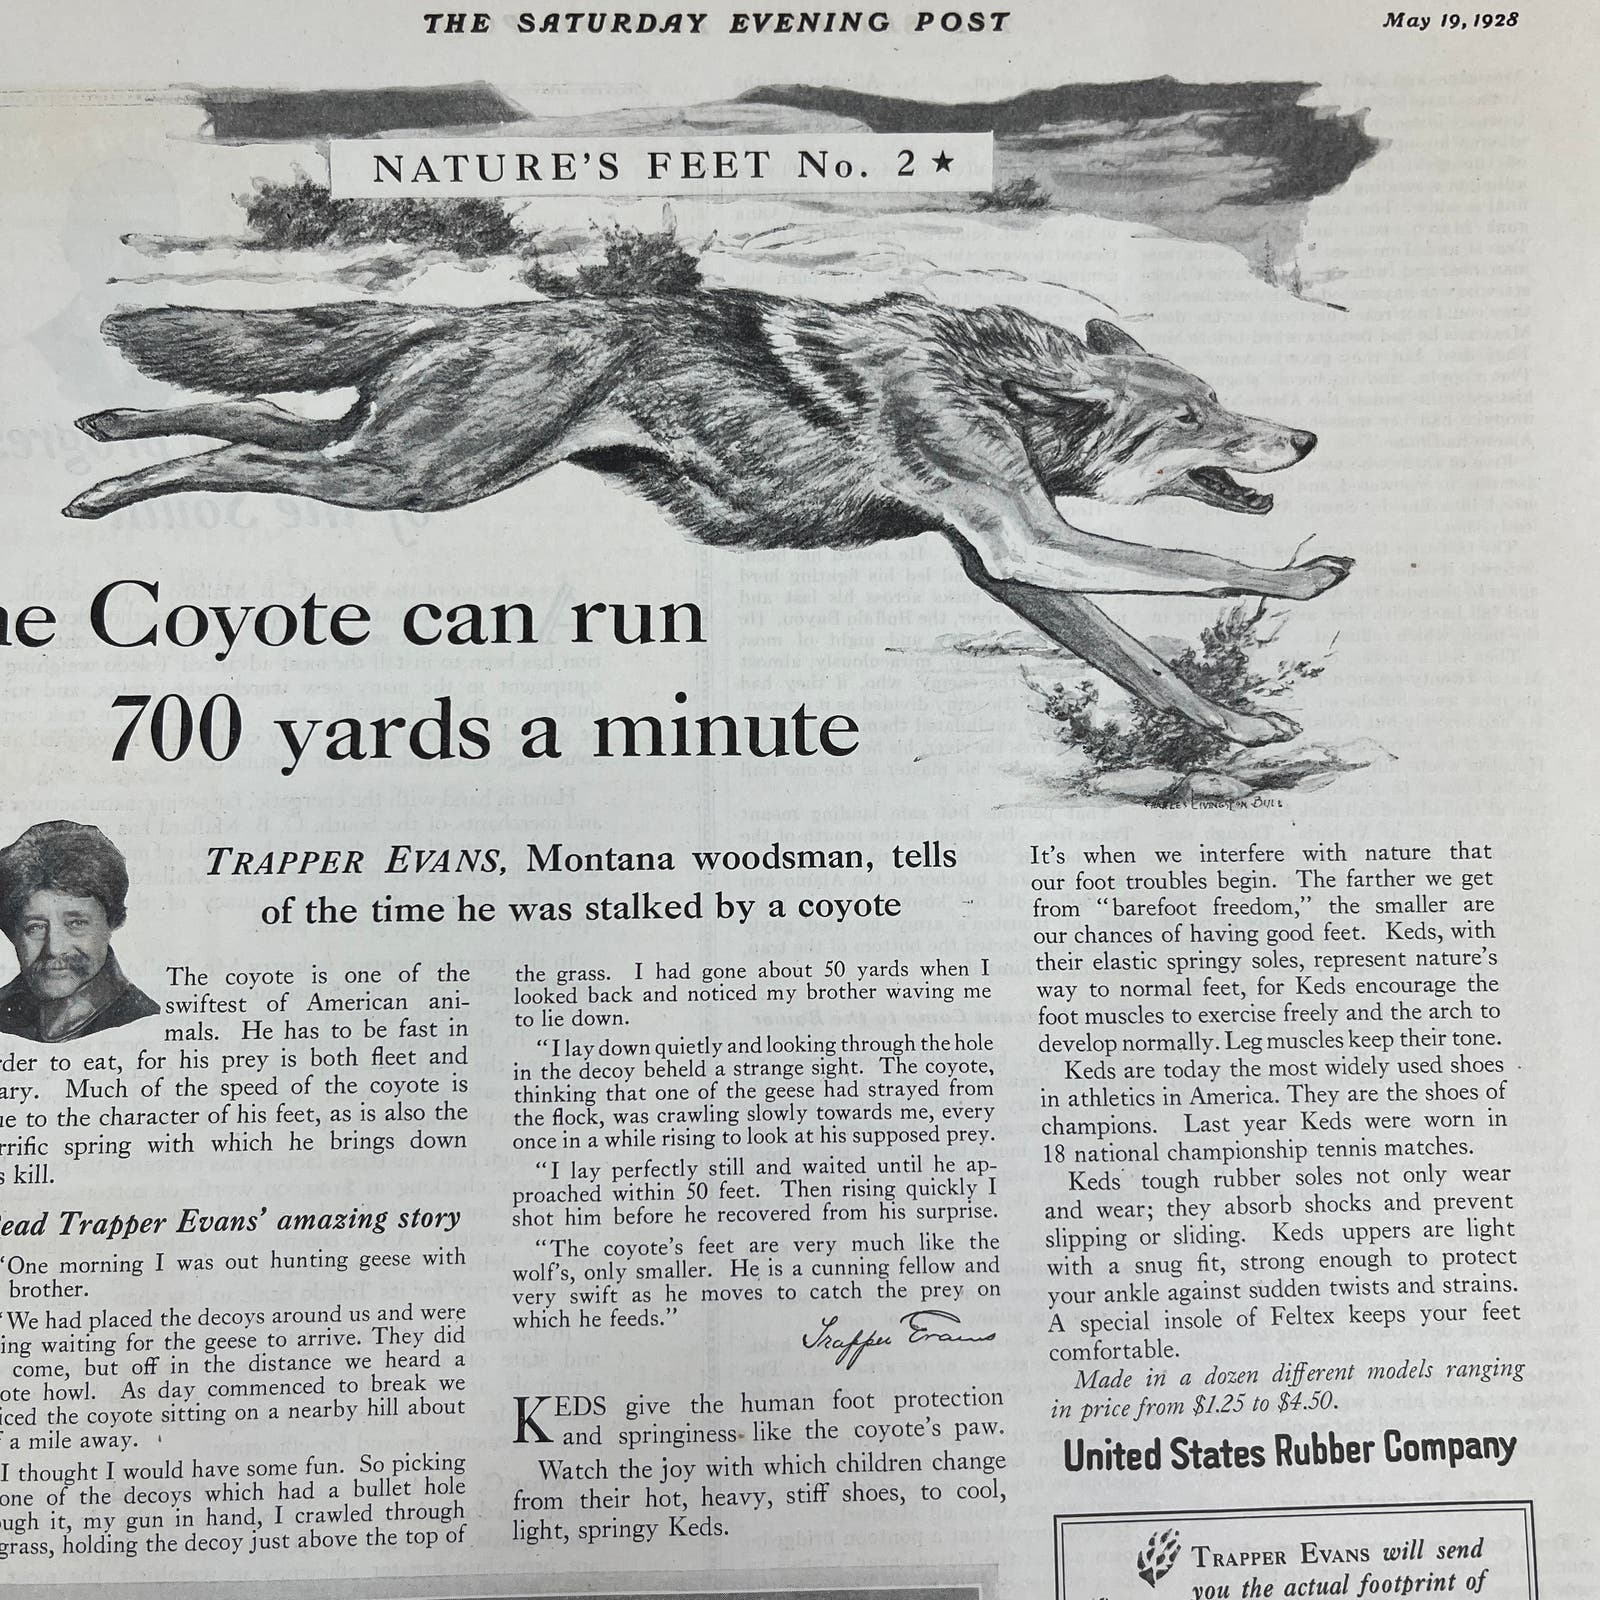 THE SATURDAY EVENING POST
May 19, 1928
NATURE'S FEET No. 2 ★
he Coyote can run
700 yards a minute
CHARLES LIVINGSTON BULL
TRAPPER EVANS, Montana woodsman, tells
of the time he was stalked by a coyote
The coyote is one of the
swiftest of American ani-
mals. He has to be fast in
rder to eat, for his prey is both fleet and
ary. Much of the speed of the coyote is
ue to the character of his feet, as is also the
rrific spring with which he brings down
s kill.
ead Trapper Evans' amazing story
"One morning I was out hunting geese with
brother.
"We had placed the decoys around us and were
ing waiting for the geese to arrive. They did
come, but off in the distance we heard a
ote howl. As day commenced to break we
iced the coyote sitting on a nearby hill about
f a mile away.
I thought I would have some fun. So picking
one of the decoys which had a bullet hole
ough it, my gun in hand, I crawled through
grass, holding the decoy just above the top of
the grass. I had gone about 50 yards when I
looked back and noticed my brother waving me
to lie down.
"I lay down quietly and looking through the hole
in the decoy beheld a strange sight. The coyote,
thinking that one of the geese had strayed from
the flock, was crawling slowly towards me, every
once in a while rising to look at his supposed prey.
"I lay perfectly still and waited until he ap-
proached within 50 feet. Then rising quickly I
shot him before he recovered from his surprise.
"The coyote's feet are very much like the
wolf's, only smaller. He is a cunning fellow and
very swift as he moves to catch the prey on
which he feeds."
Trapper Evans
KEDS give the human foot protection
and springiness like the coyote's paw.
Watch the joy with which children change
from their hot, heavy, stiff shoes, to cool,
light, springy Keds.
It's when we interfere with nature that
our foot troubles begin. The farther we get
from "barefoot freedom," the smaller are
our chances of having good feet. Keds, with
their elastic springy soles, represent nature's
way to normal feet, for Keds encourage the
foot muscles to exercise freely and the arch to
develop normally. Leg muscles keep their tone.
Keds are today the most widely used shoes
in athletics in America. They are the shoes of
champions. Last year Keds were worn in
18 national championship tennis matches.
Keds tough rubber soles not only wear
and wear; they absorb shocks and prevent
slipping or sliding. Keds uppers are light
with a snug fit, strong enough to protect
your ankle against sudden twists and strains.
A special insole of Feltex keeps your feet
comfortable.
Made in a dozen different models ranging
in price from $1.25 to $4.50.
United States Rubber Company
TRAPPER EVANS will send
you the actual footprint of